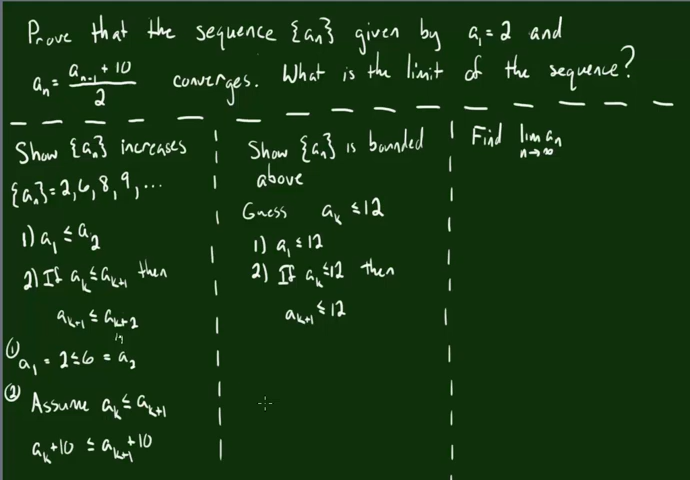 Prove that the sequence {aₙ} given by a₁ = 2 and
aₙ = (aₙ₋₁ + 10)/2 converges. What is the limit of the sequence?
Show {aₙ} increases
{aₙ} = 2, 6, 8, 9, ...
1) a₁ ≤ a₂
2) If aₖ ≤ aₖ₊₁ then
aₖ₊₁ ≤ aₖ₊₂
① a₁ = 2 ≤ 6 = a₂
② Assume aₖ ≤ aₖ₊₁
aₖ + 10 ≤ aₖ₊₁ + 10
Show {aₙ} is bounded
above
Guess aₖ ≤ 12
1) a₁ ≤ 12
2) If aₖ ≤ 12 then
aₖ₊₁ ≤ 12
Find lim aₙ
n→∞